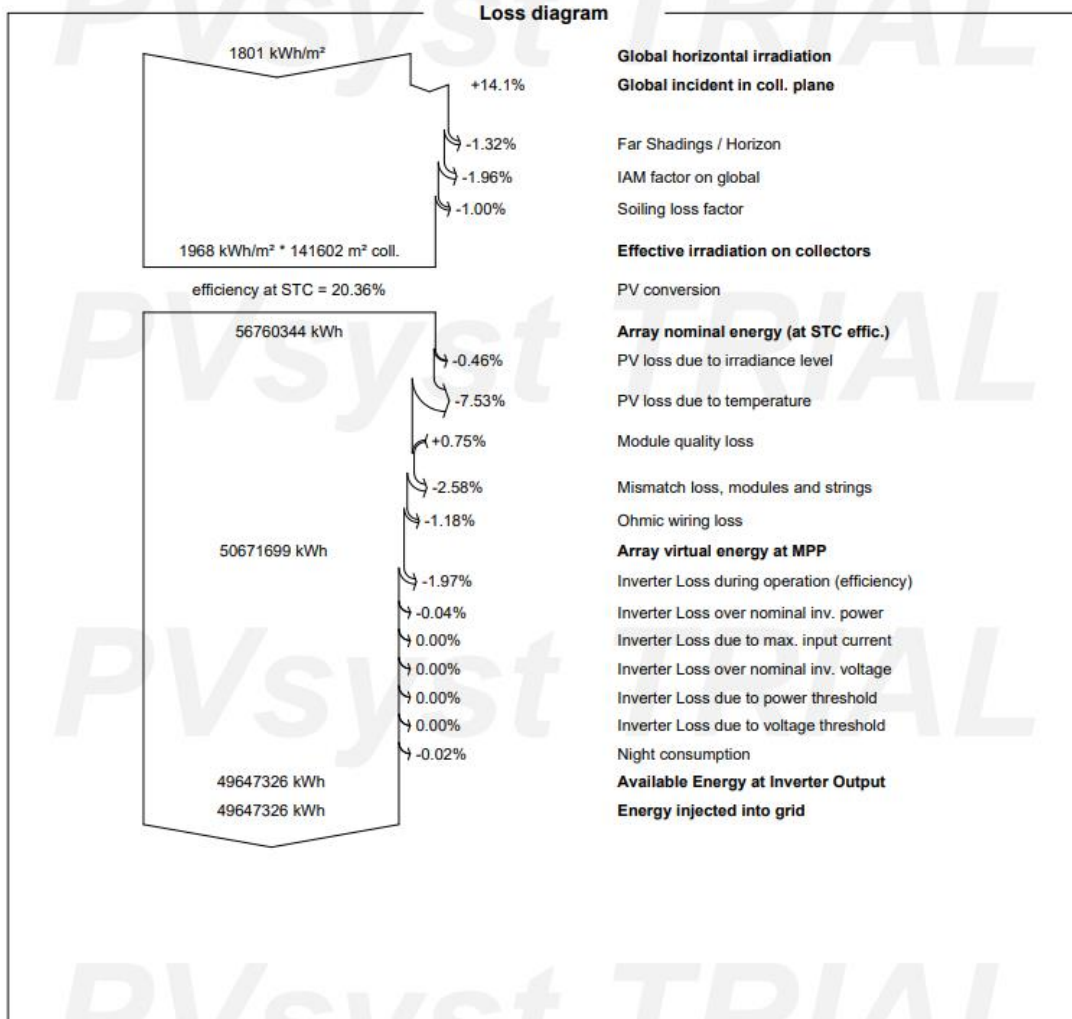 Loss diagram
1801 kWh/m² Global horizontal irradiation
+14.1% Global incident in coll. plane
-1.32% Far Shadings / Horizon
-1.96% IAM factor on global
-1.00% Soiling loss factor
1968 kWh/m² * 141602 m² coll. Effective irradiation on collectors
efficiency at STC = 20.36% PV conversion
56760344 kWh Array nominal energy (at STC effic.)
-0.46% PV loss due to irradiance level
-7.53% PV loss due to temperature
+0.75% Module quality loss
-2.58% Mismatch loss, modules and strings
-1.18% Ohmic wiring loss
50671699 kWh Array virtual energy at MPP
-1.97% Inverter Loss during operation (efficiency)
-0.04% Inverter Loss over nominal inv. power
0.00% Inverter Loss due to max. input current
0.00% Inverter Loss over nominal inv. voltage
0.00% Inverter Loss due to power threshold
0.00% Inverter Loss due to voltage threshold
-0.02% Night consumption
49647326 kWh Available Energy at Inverter Output
49647326 kWh Energy injected into grid
PVsyst TRIAL
PVsyst TRIAL
PVsyst TRIAL
PVsyst TRIAL